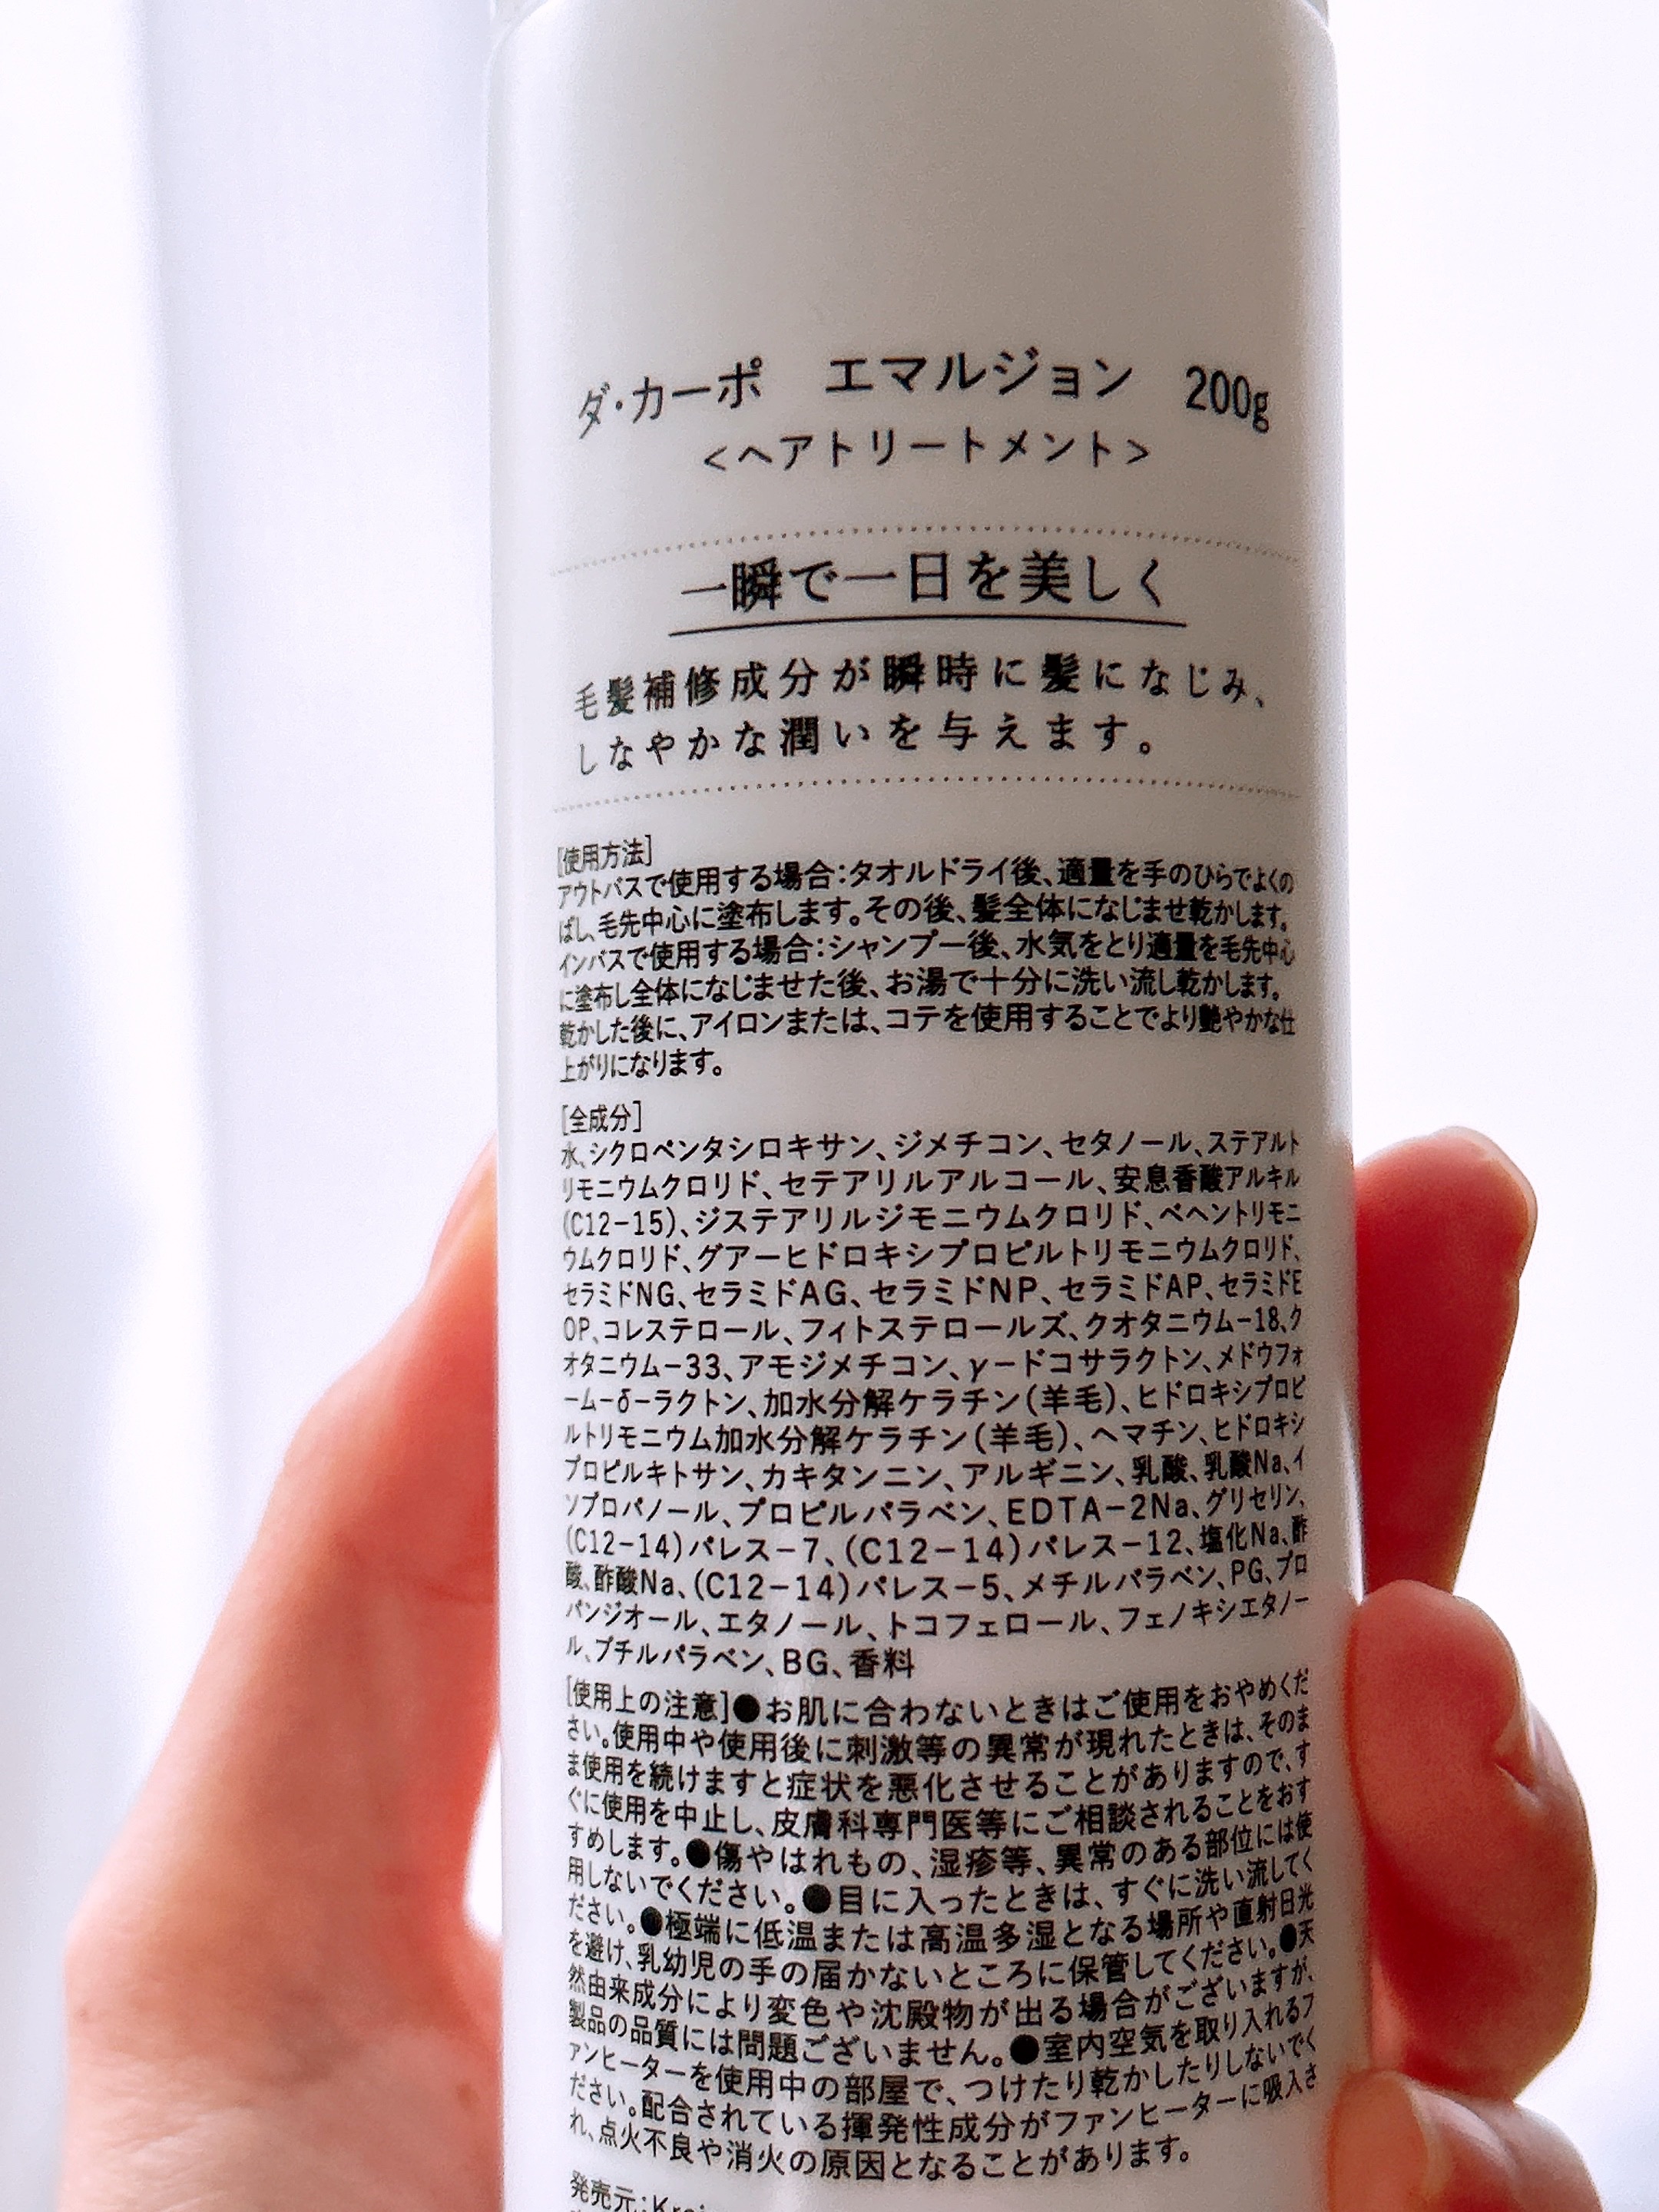 ダ・カーポ　エマルジョン　200g
＜ヘアトリートメント＞
一瞬で一日を美しく
毛髪補修成分が瞬時に髪になじみ、
しなやかな潤いを与えます。
[使用方法]
アウトバスで使用する場合：タオルドライ後、適量を手のひらでよくの
ばし、毛先中心に塗布します。その後、髪全体になじませ乾かします。
インバスで使用する場合：シャンプー後、水気をとり適量を毛先中心
に塗布し全体になじませた後、お湯で十分に洗い流し乾かします。
乾かした後に、アイロンまたは、コテを使用することでより艶やかな仕
上がりになります。
[全成分]
水、シクロペンタシロキサン、ジメチコン、セタノール、ステアルト
リモニウムクロリド、セテアリルアルコール、安息香酸アルキル
(C12-15)、ジステアリルジモニウムクロリド、ベヘントリモニ
ウムクロリド、グアーヒドロキシプロピルトリモニウムクロリド、
セラミドNG、セラミドAG、セラミドNP、セラミドAP、セラミドE
OP、コレステロール、フィトステロールズ、クオタニウム-18、ク
オタニウム-33、アモジメチコン、γ-ドコサラクトン、メドウフォ
ーム-δ-ラクトン、加水分解ケラチン(羊毛)、ヒドロキシプロピ
ルトリモニウム加水分解ケラチン(羊毛)、ヘマチン、ヒドロキシ
プロピルキトサン、カキタンニン、アルギニン、乳酸、乳酸Na、イ
ソプロパノール、プロピルパラベン、EDTA-2Na、グリセリン、
(C12-14)パレス-7、(C12-14)パレス-12、塩化Na、酢
酸、酢酸Na、(C12-14)パレス-5、メチルパラベン、PG、プロ
パンジオール、エタノール、トコフェロール、フェノキシエタノー
ル、ブチルパラベン、BG、香料
[使用上の注意]●お肌に合わないときはご使用をおやめくだ
さい。使用中や使用後に刺激等の異常が現れたときは、そのま
ま使用を続けますと症状を悪化させることがありますので、す
ぐに使用を中止し、皮膚科専門医等にご相談されることをおす
すめします。●傷やはれもの、湿疹等、異常のある部位には使
用しないでください。●目に入ったときは、すぐに洗い流してく
ださい。●極端に低温または高温多湿となる場所や直射日光
を避け、乳幼児の手の届かないところに保管してください。●天
然由来成分により変色や沈殿物が出る場合がございますが、
製品の品質には問題ございません。●室内空気を取り入れるフ
ァンヒーターを使用中の部屋で、つけたり乾かしたりしないでく
ださい。配合されている揮発性成分がファンヒーターに吸入さ
れ、点火不良や消火の原因となることがあります。
発売元：